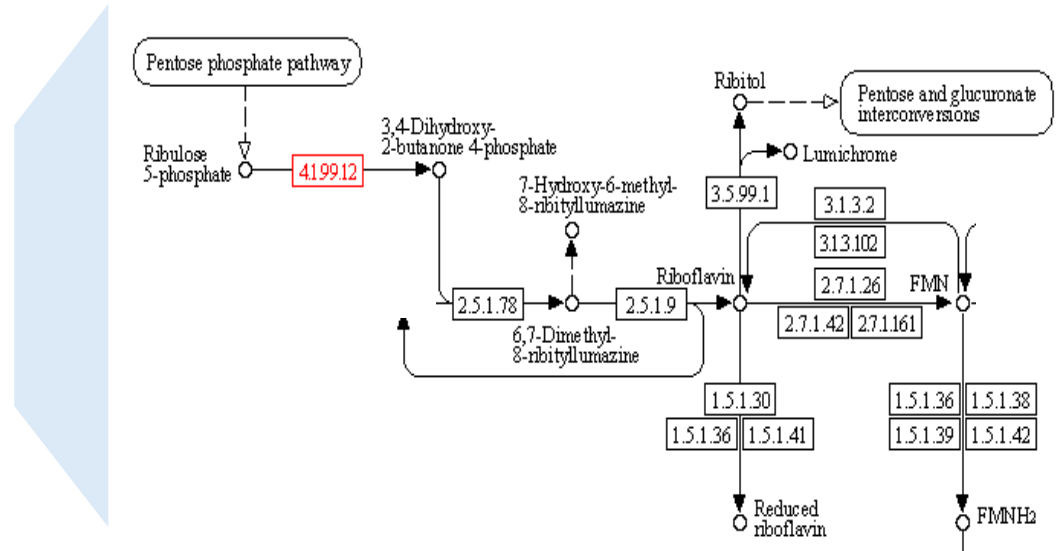 Pentose phosphate pathway
Ribitol
Pentose and glucuronate
interconversions
3,4-Dihydroxy-
2-butanone 4-phosphate
Lumichrome
Ribulose
5-phosphate
4.1.99.12
7-Hydroxy-6-methyl-
8-ribityllumazine
3.5.99.1
3.1.3.2
3.1.3.102
Riboflavin
2.7.1.26
FMN
2.5.1.78
2.5.1.9
2.7.1.42
2.7.1.161
6,7-Dimethyl-
8-ribityllumazine
1.5.1.30
1.5.1.36
1.5.1.41
1.5.1.36
1.5.1.38
1.5.1.39
1.5.1.42
Reduced
riboflavin
FMNH2